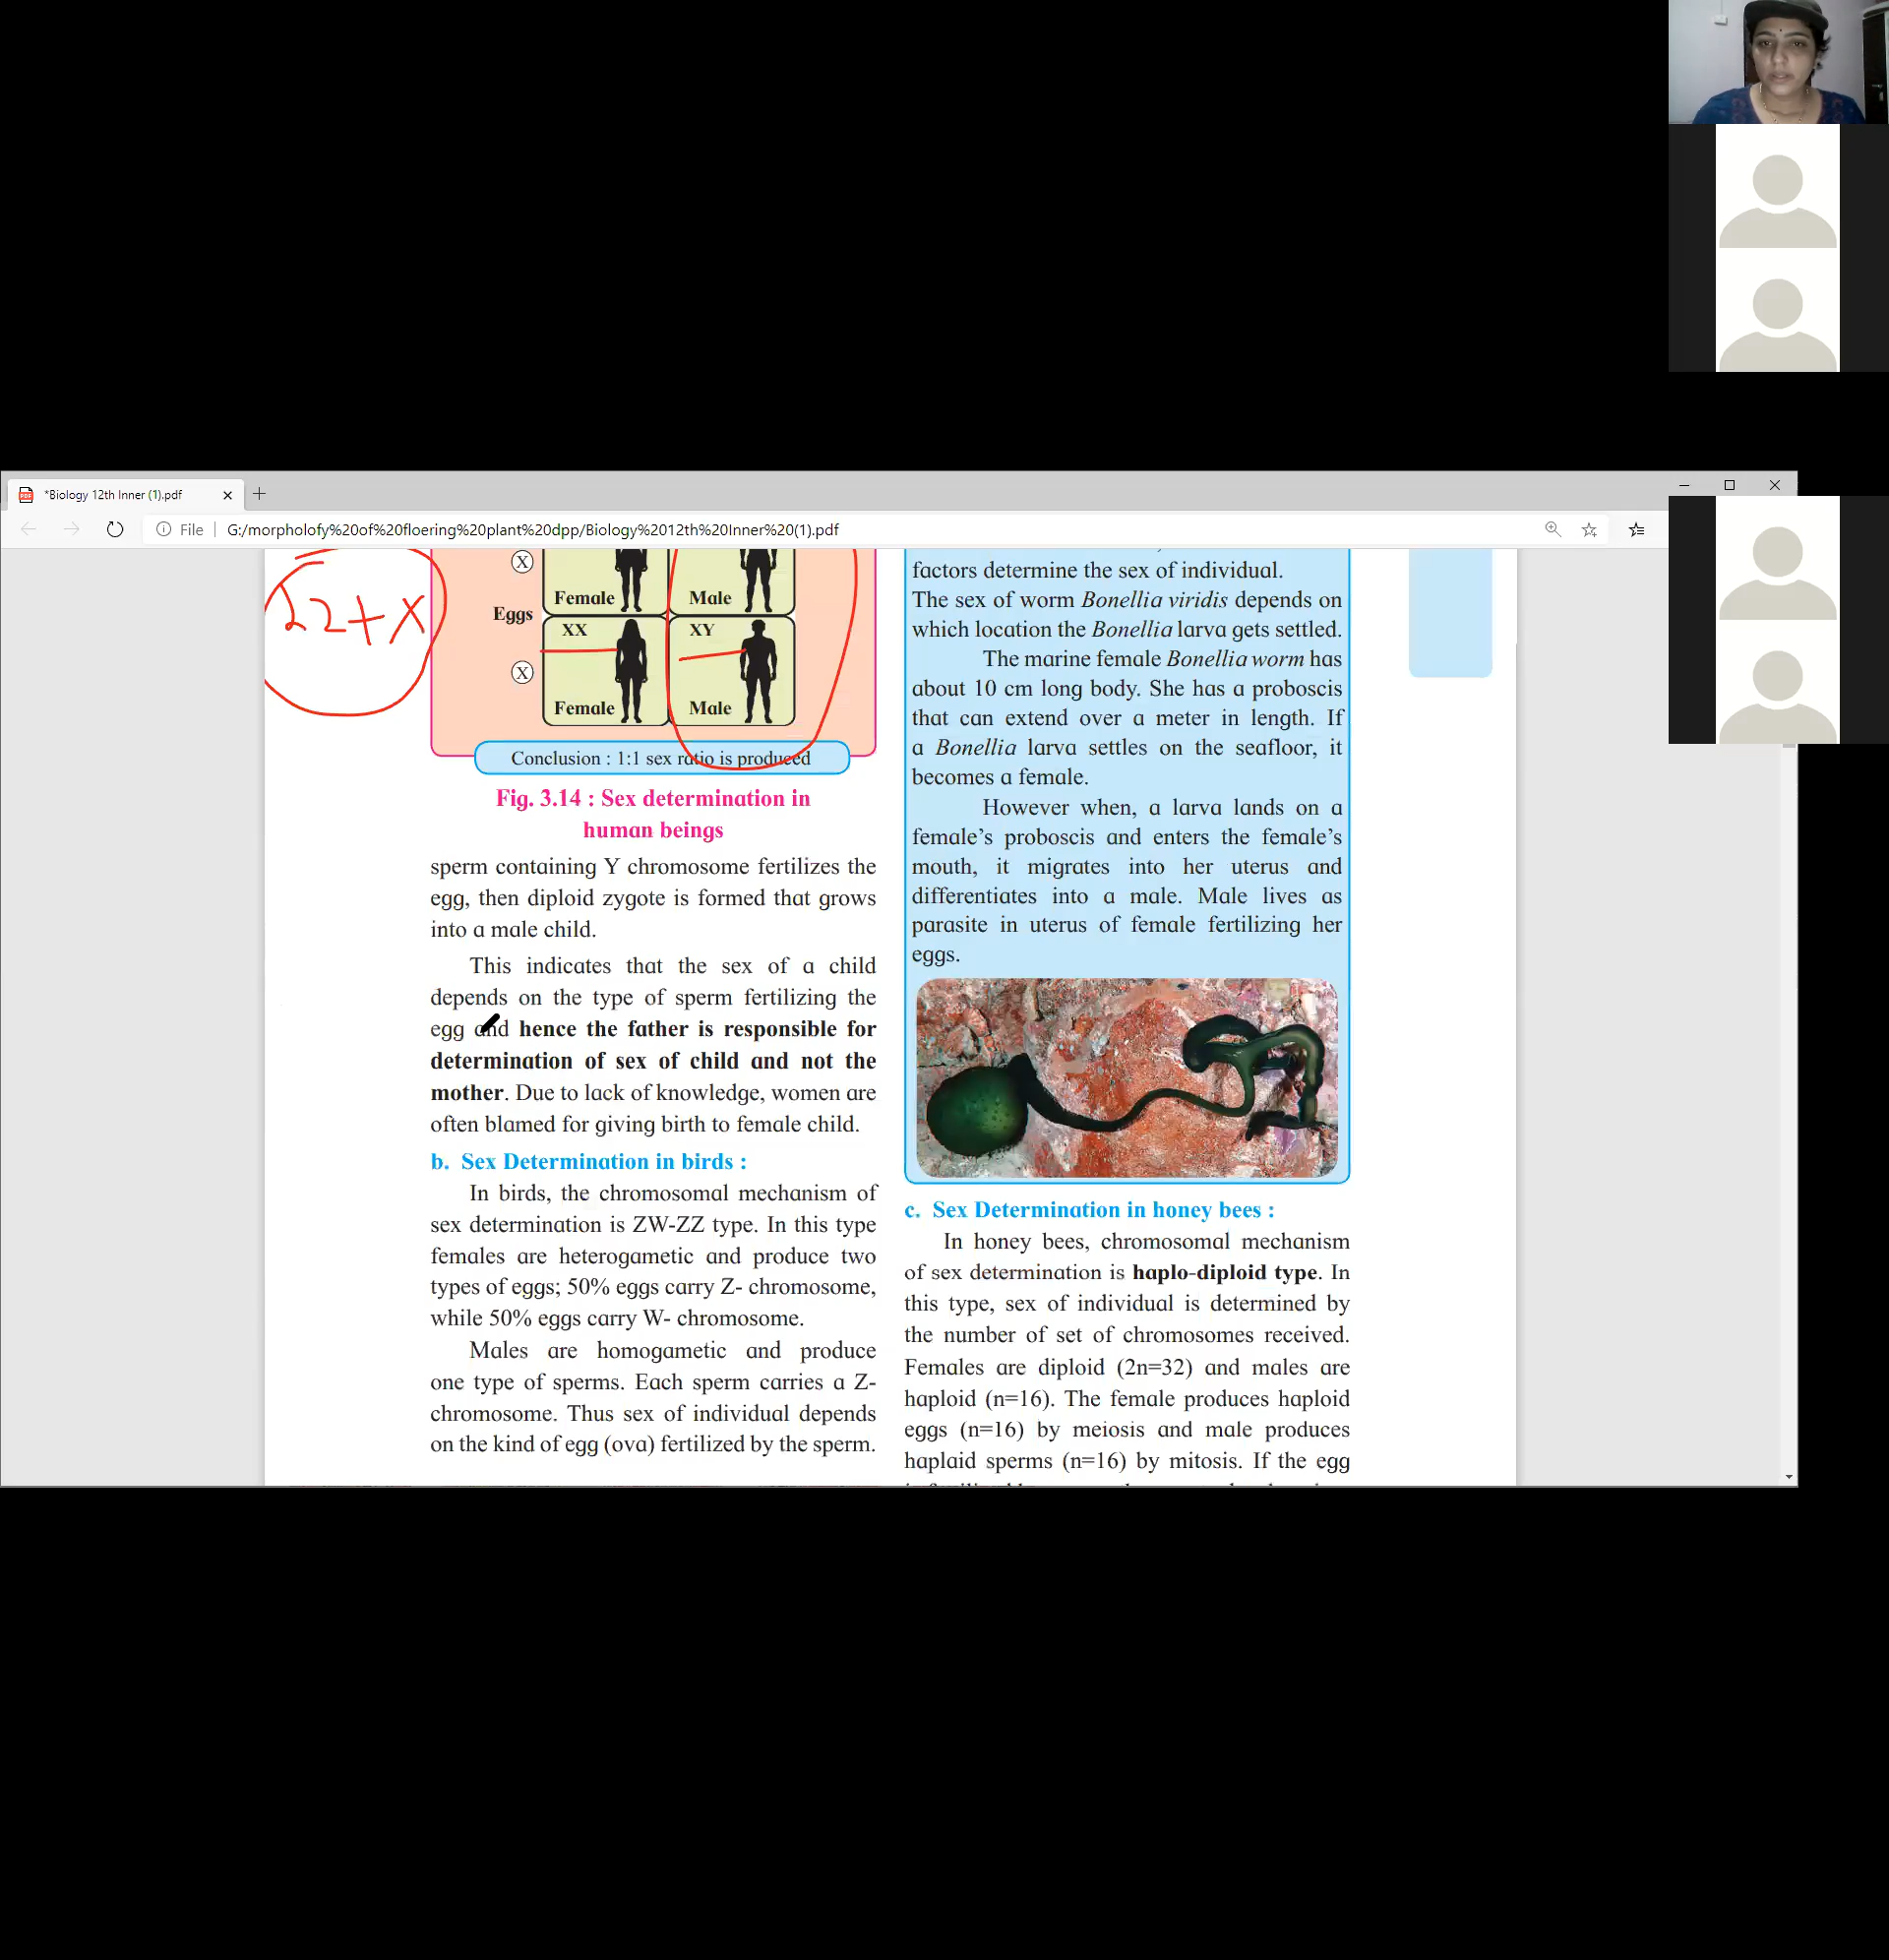 *Biology 12th Inner (1).pdf
File
G:/morpholofy%20of%20floering%20plant%20dpp/Biology%2012th%20Inner%20(1).pdf
22+X
X
Eggs
Female
Male
XX
XY
X
Female
Male
Conclusion : 1:1 sex ratio is produced
Fig. 3.14 : Sex determination in
human beings
sperm containing Y chromosome fertilizes the
egg, then diploid zygote is formed that grows
into a male child.
This indicates that the sex of a child
depends on the type of sperm fertilizing the
egg and hence the father is responsible for
determination of sex of child and not the
mother. Due to lack of knowledge, women are
often blamed for giving birth to female child.
b. Sex Determination in birds :
In birds, the chromosomal mechanism of
sex determination is ZW-ZZ type. In this type
females are heterogametic and produce two
types of eggs; 50% eggs carry Z- chromosome,
while 50% eggs carry W- chromosome.
Males are homogametic and produce
one type of sperms. Each sperm carries a Z-
chromosome. Thus sex of individual depends
on the kind of egg (ova) fertilized by the sperm.
factors determine the sex of individual.
The sex of worm Bonellia viridis depends on
which location the Bonellia larva gets settled.
The marine female Bonellia worm has
about 10 cm long body. She has a proboscis
that can extend over a meter in length. If
a Bonellia larva settles on the seafloor, it
becomes a female.
However when, a larva lands on a
female's proboscis and enters the female's
mouth, it migrates into her uterus and
differentiates into a male. Male lives as
parasite in uterus of female fertilizing her
eggs.
c. Sex Determination in honey bees :
In honey bees, chromosomal mechanism
of sex determination is haplo-diploid type. In
this type, sex of individual is determined by
the number of set of chromosomes received.
Females are diploid (2n=32) and males are
haploid (n=16). The female produces haploid
eggs (n=16) by meiosis and male produces
haplaid sperms (n=16) by mitosis. If the egg